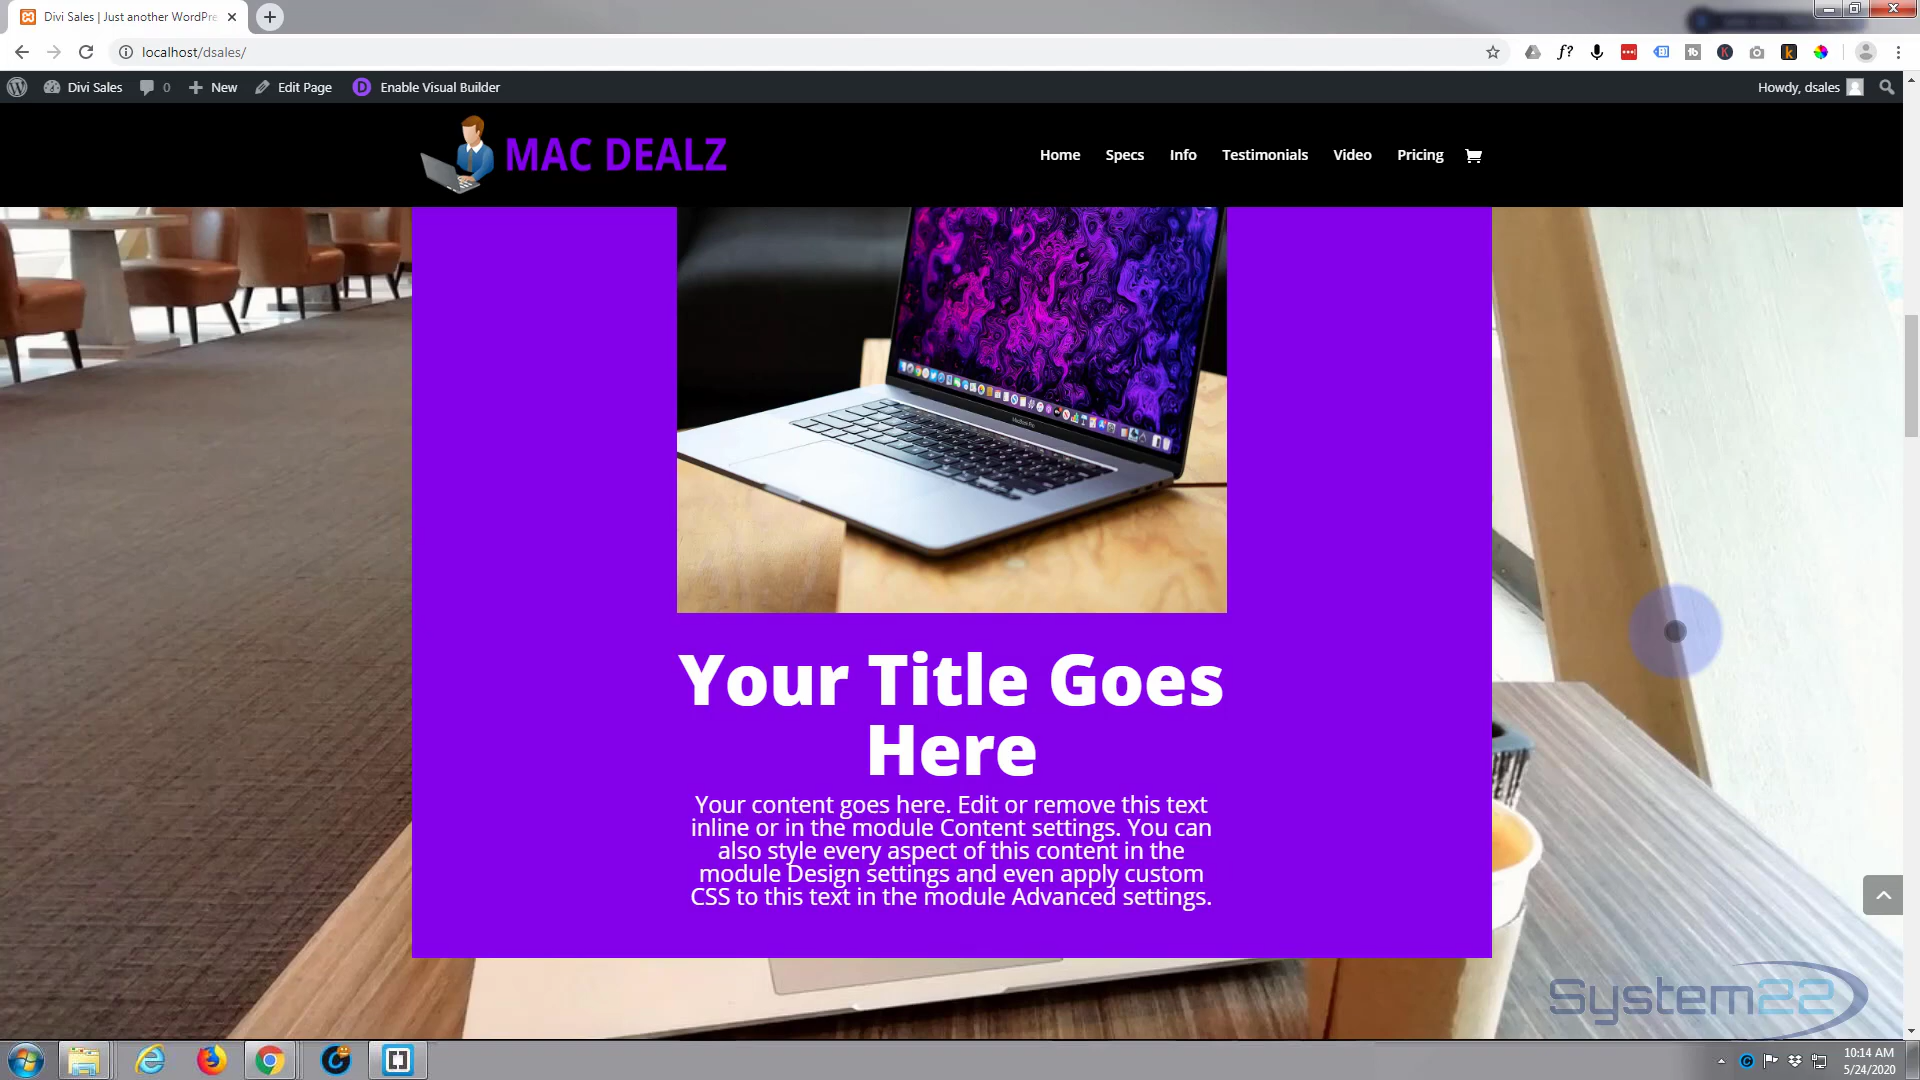 Divi Sales | Just another WordPre
localhost/dsales/
Divi Sales 0 New Edit Page Enable Visual Builder
Howdy, dsales
MAC DEALZ
Home Specs Info Testimonials Video Pricing
MacBook Pro
Your Title Goes
Here
Your content goes here. Edit or remove this text
inline or in the module Content settings. You can
also style every aspect of this content in the
module Design settings and even apply custom
CSS to this text in the module Advanced settings.
System22
10:14 AM
5/24/2020